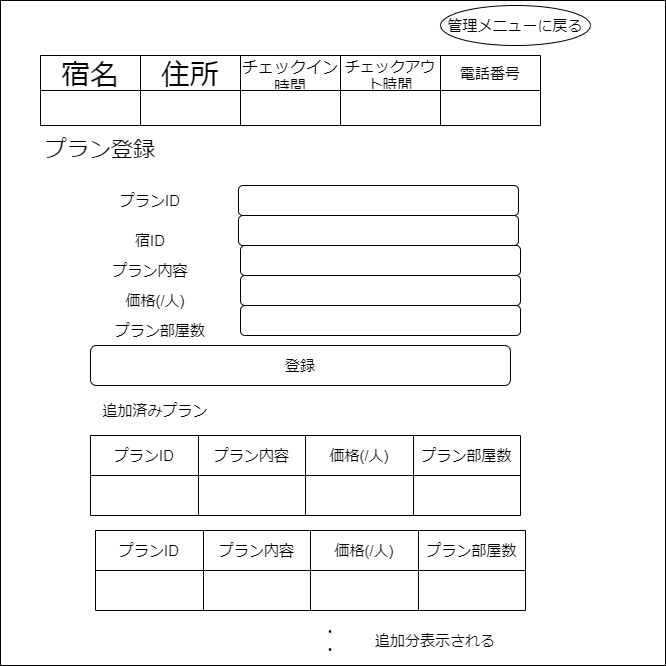 管理メニューに戻る
宿名 住所 チェックイン時間 チェックアウト時間 電話番号
プラン登録
プランID
宿ID
プラン内容
価格(/人)
プラン部屋数
登録
追加済みプラン
プランID プラン内容 価格(/人) プラン部屋数
プランID プラン内容 価格(/人) プラン部屋数
： 追加分表示される